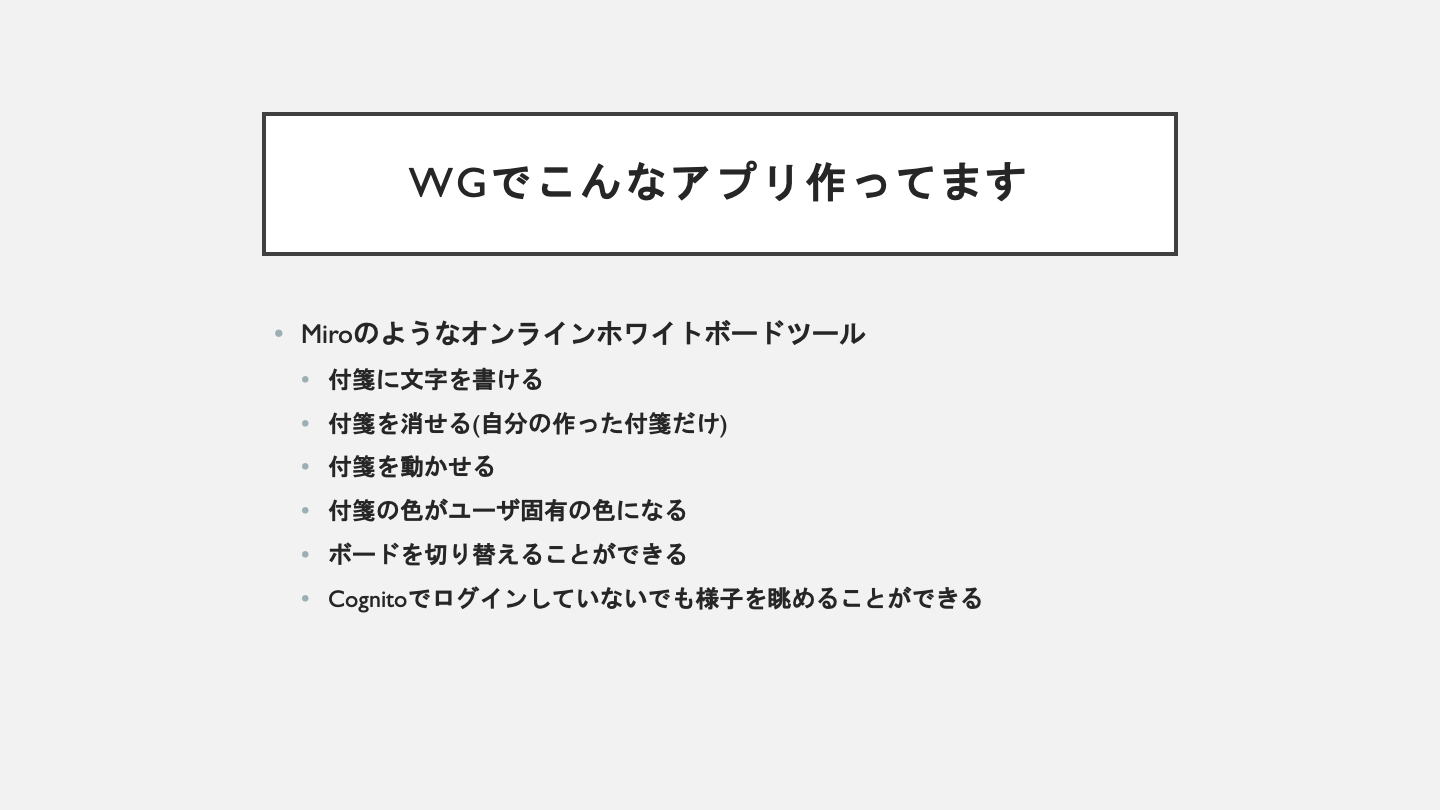 WGでこんなアプリ作ってます
• Miroのようなオンラインホワイトボードツール
• 付箋に文字を書ける
• 付箋を消せる(自分の作った付箋だけ)
• 付箋を動かせる
• 付箋の色がユーザ固有の色になる
• ボードを切り替えることができる
• Cognitoでログインしていないでも様子を眺めることができる